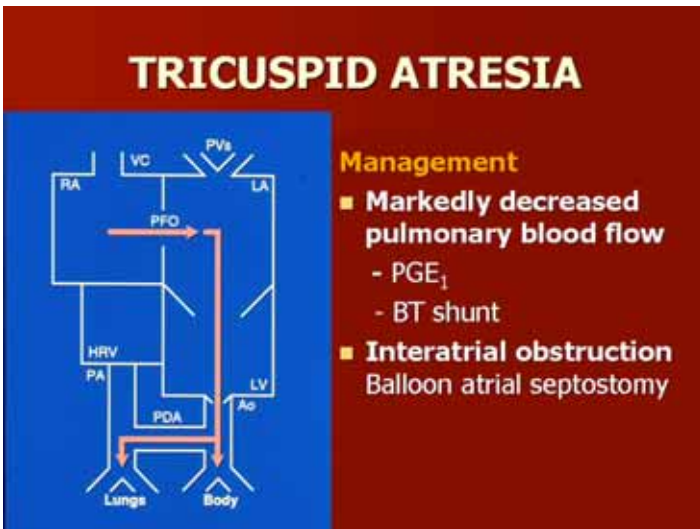 TRICUSPID ATRESIA
VC
PVs
RA
LA
PFO
HRV
PA
LV
Ao
PDA
Lungs
Body
Management
▪ Markedly decreased
pulmonary blood flow
- PGE₁
- BT shunt
▪ Interatrial obstruction
Balloon atrial septostomy